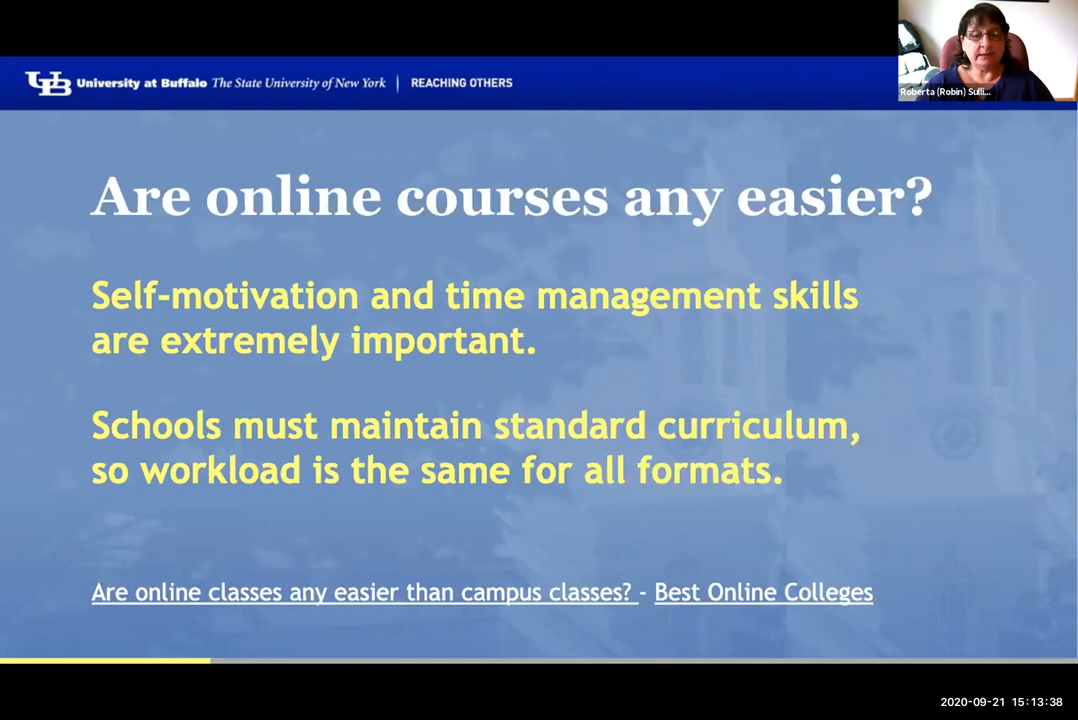 UB University at Buffalo The State University of New York | REACHING OTHERS
Roberta (Robin) Sulli...
Are online courses any easier?
Self-motivation and time management skills
are extremely important.
Schools must maintain standard curriculum,
so workload is the same for all formats.
Are online classes any easier than campus classes? - Best Online Colleges
2020-09-21 15:13:38